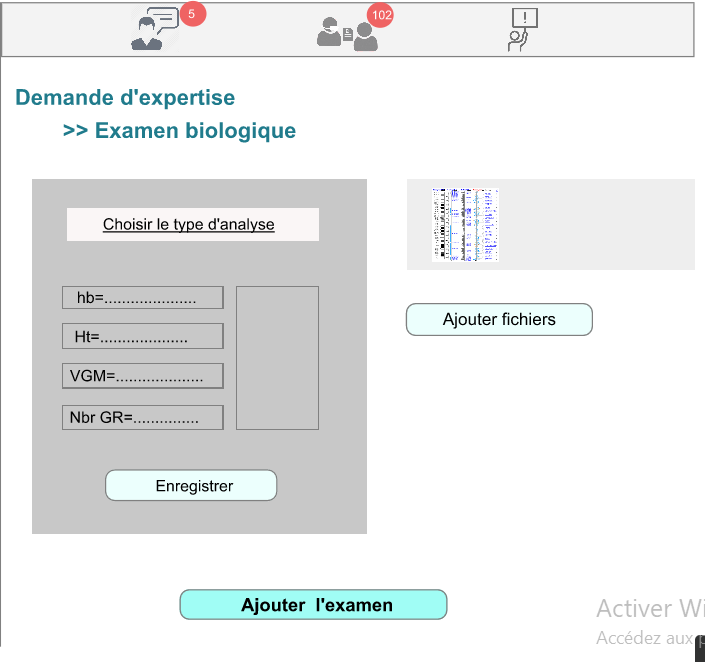 5
102
!
Demande d'expertise
>> Examen biologique
Choisir le type d'analyse
hb=.....................
Ht=....................
VGM=....................
Nbr GR=...............
Enregistrer
Ajouter fichiers
Ajouter l'examen
Activer Wi
Accédez aux p